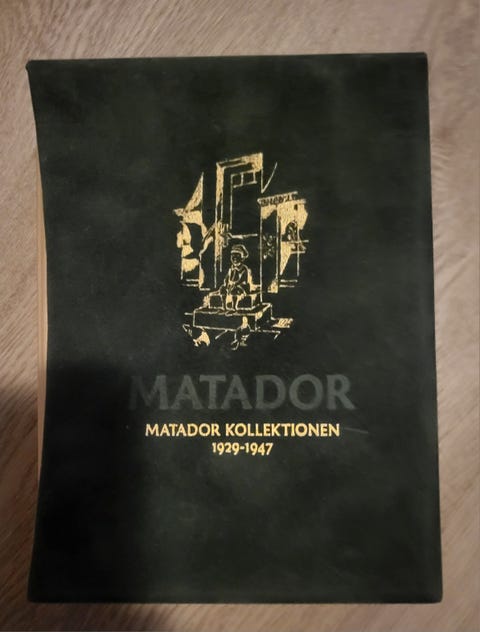 MATADOR
MATADOR KOLLEKTIONEN
1929-1947